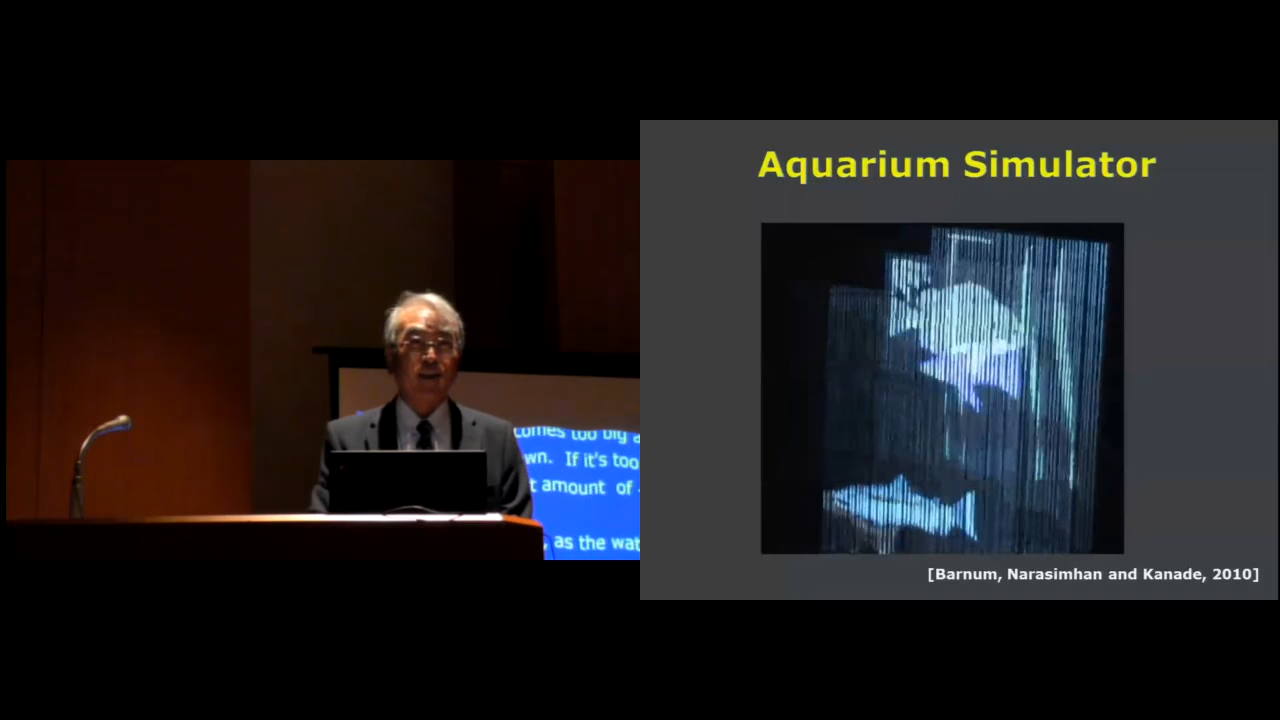 Aquarium Simulator
comes too big a
wn. If it's too
t amount of
as the wat
[Barnum, Narasimhan and Kanade, 2010]